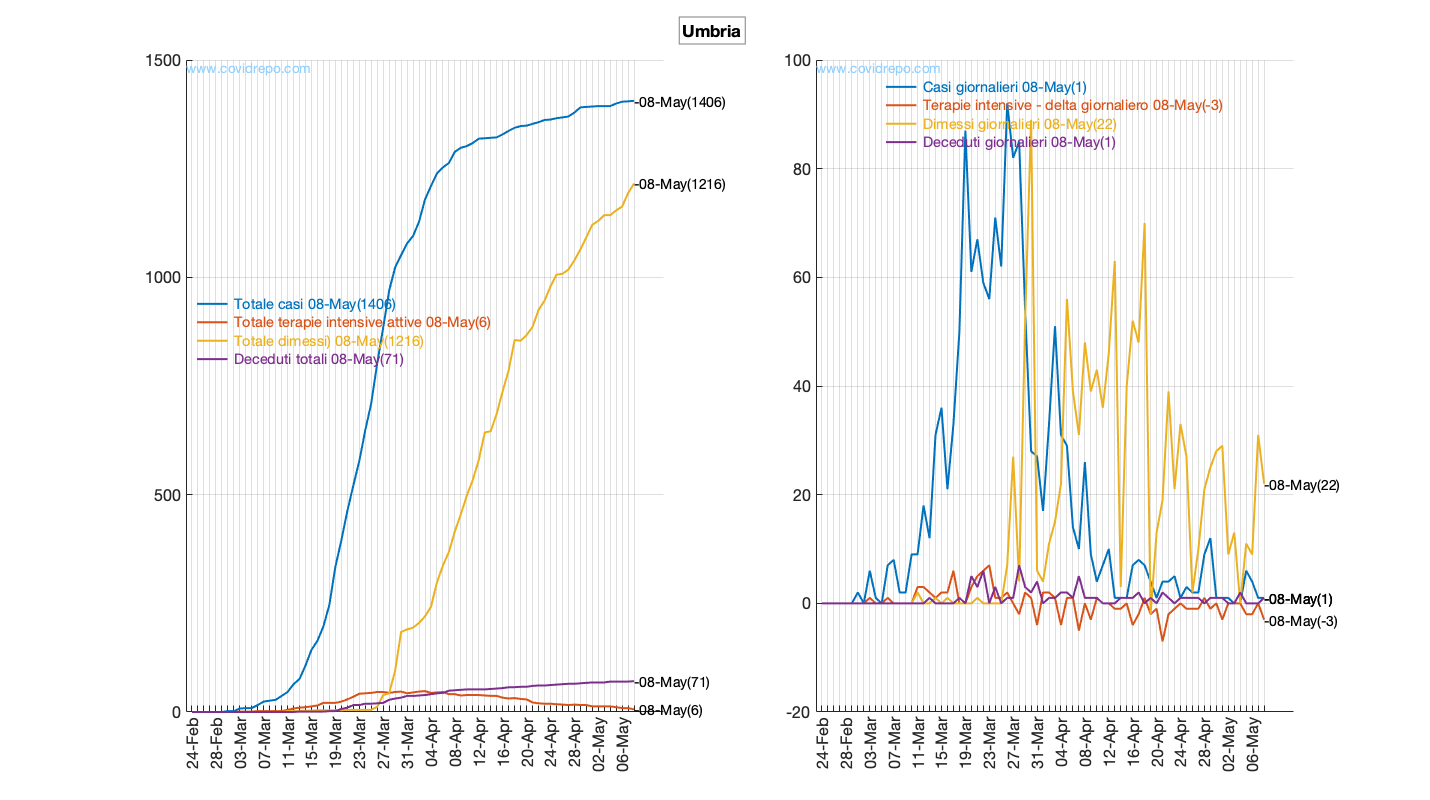 Umbria
1500
1000
500
0
www.covidrepo.com
Totale casi 08-May(1406)
Totale terapie intensive attive 08-May(6)
Totale dimessi) 08-May(1216)
Deceduti totali 08-May(71)
08-May(1406)
08-May(1216)
08-May(71)
08-May(6)
24-Feb
28-Feb
03-Mar
07-Mar
11-Mar
15-Mar
19-Mar
23-Mar
27-Mar
31-Mar
04-Apr
08-Apr
12-Apr
16-Apr
20-Apr
24-Apr
28-Apr
02-May
06-May
100
80
60
40
20
0
-20
www.covidrepo.com
Casi giornalieri 08-May(1)
Terapie intensive - delta giornaliero 08-May(-3)
Dimessi giornalieri 08-May(22)
Deceduti giornalieri 08-May(1)
08-May(22)
08-May(1)
08-May(-3)
24-Feb
28-Feb
03-Mar
07-Mar
11-Mar
15-Mar
19-Mar
23-Mar
27-Mar
31-Mar
04-Apr
08-Apr
12-Apr
16-Apr
20-Apr
24-Apr
28-Apr
02-May
06-May